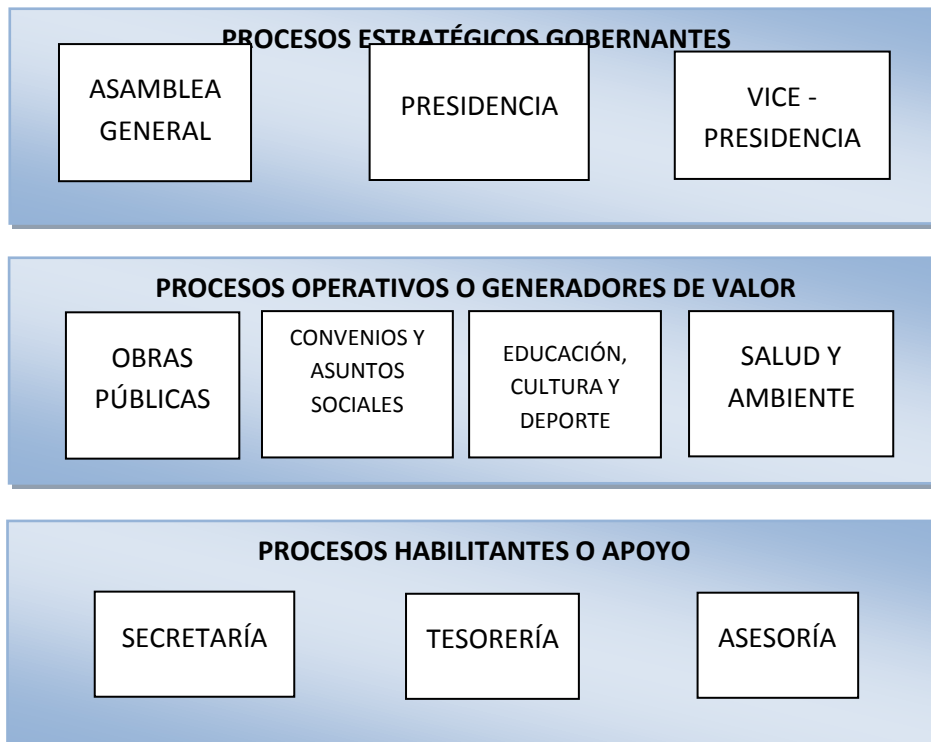 PROCESOS ESTRATÉGICOS GOBERNANTES
ASAMBLEA
GENERAL
PRESIDENCIA
VICE -
PRESIDENCIA
PROCESOS OPERATIVOS O GENERADORES DE VALOR
OBRAS
PÚBLICAS
CONVENIOS Y
ASUNTOS
SOCIALES
EDUCACIÓN,
CULTURA Y
DEPORTE
SALUD Y
AMBIENTE
PROCESOS HABILITANTES O APOYO
SECRETARÍA
TESORERÍA
ASESORÍA